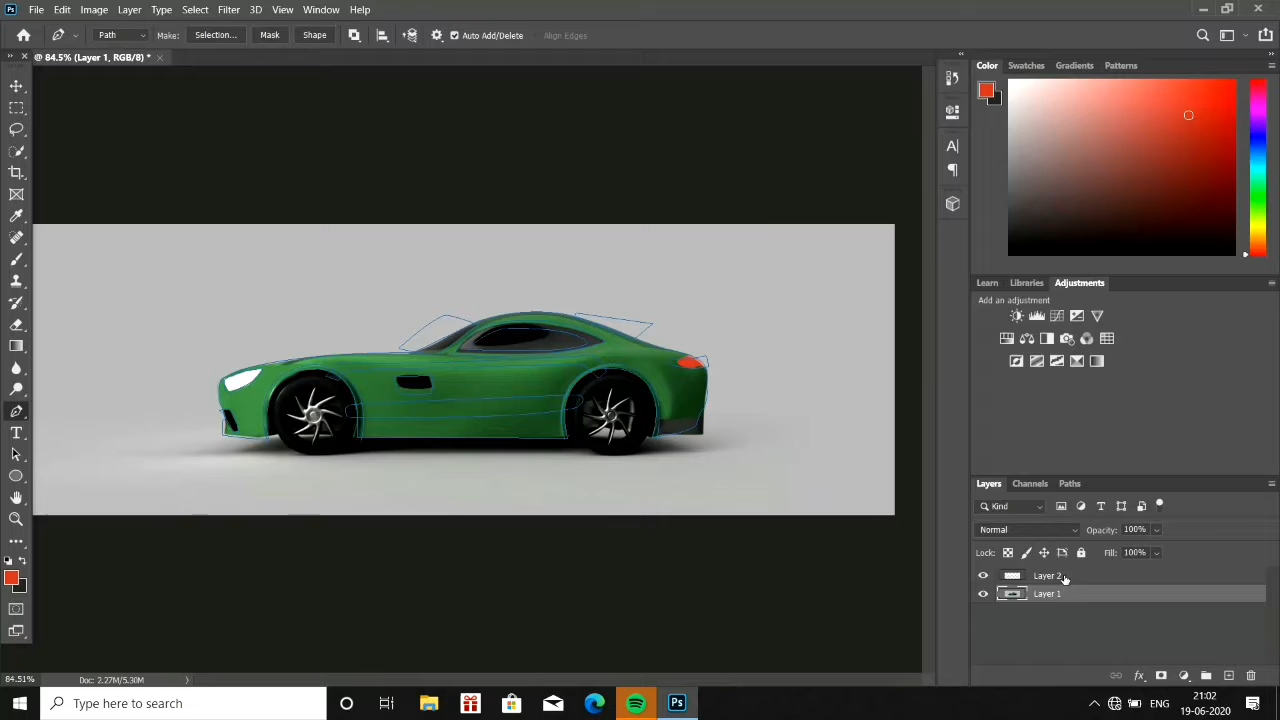 Ps File Edit Image Layer Type Select Filter 3D View Window Help
Path Make: Selection... Mask Shape Auto Add/Delete Align Edges
@ 84.5% (Layer 1, RGB/8) *
Color Swatches Gradients Patterns
Learn Libraries Adjustments
Add an adjustment
Layers Channels Paths
Kind
Normal Opacity: 100%
Lock: Fill: 100%
Layer 2
Layer 1
84.51% Doc: 2.27M/5.30M
Type here to search Ps ENG 21:02
19-06-2020